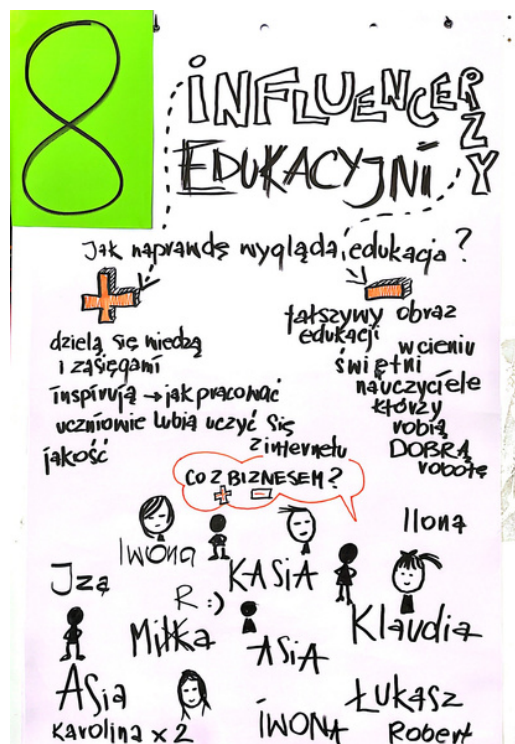 8
INFLUENCERZY
EDUKACYJNI
Jak naprawdę wygląda edukacja?
+
dzielą się wiedzą
i zasięgami
inspirują → jak pracować
uczniowie lubią uczyć się
z internetu
jakość
-
fałszywy obraz
edukacji
w cieniu
świetni
nauczyciele
którzy
robią
DOBRĄ
robotę
CO Z BIZNESEM?
+ -
Iwona
KASIA
Ilona
Iza
R :)
Miłka
ASIA
Klaudia
Asia
Karolina x 2
IWONA
Łukasz
Robert